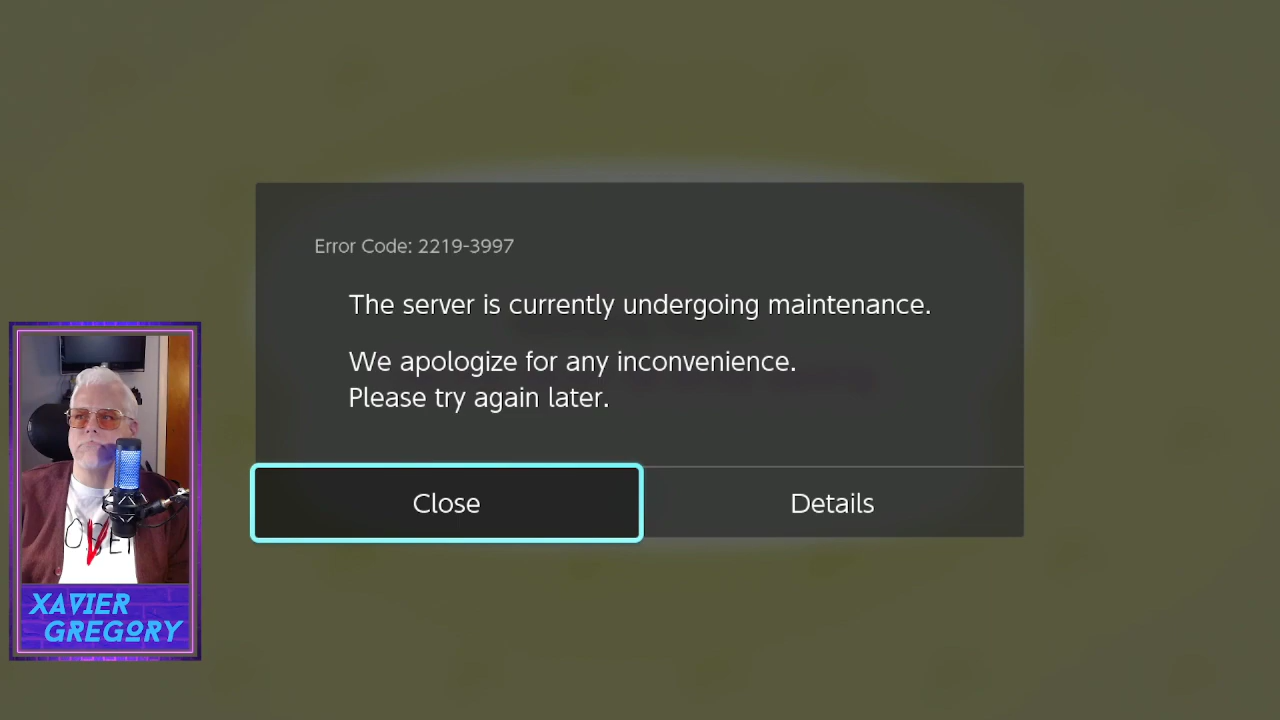 Error Code: 2219-3997
The server is currently undergoing maintenance.
We apologize for any inconvenience.
Please try again later.
Close
Details
XAVIER
GREGORY